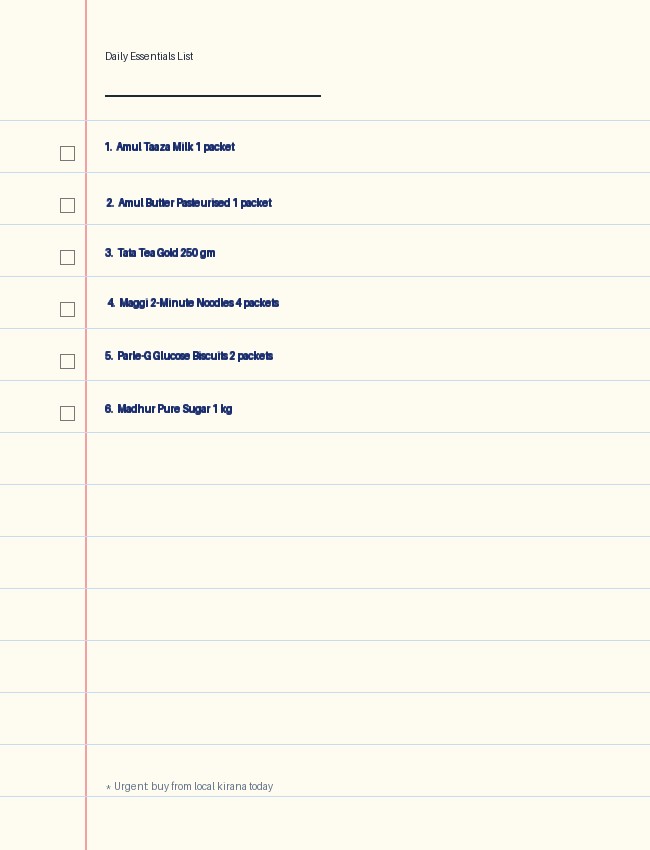 Daily Essentials List
1. Amul Taaza Milk 1 packet
2. Amul Butter Pasteurised 1 packet
3. Tata Tea Gold 250 gm
4. Maggi 2-Minute Noodles 4 packets
5. Parle-G Glucose Biscuits 2 packets
6. Madhur Pure Sugar 1 kg
* Urgent: buy from local kirana today